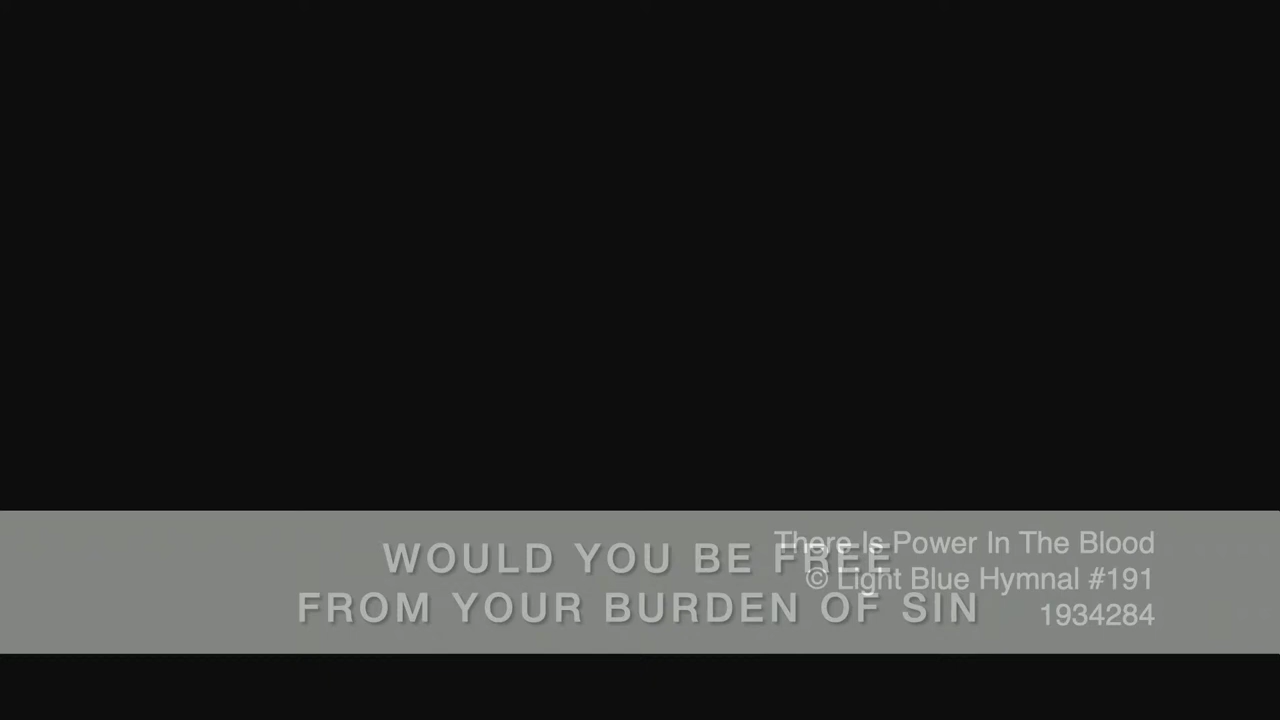 WOULD YOU BE FREE
FROM YOUR BURDEN OF SIN
There Is Power In The Blood
© Light Blue Hymnal #191
1934284